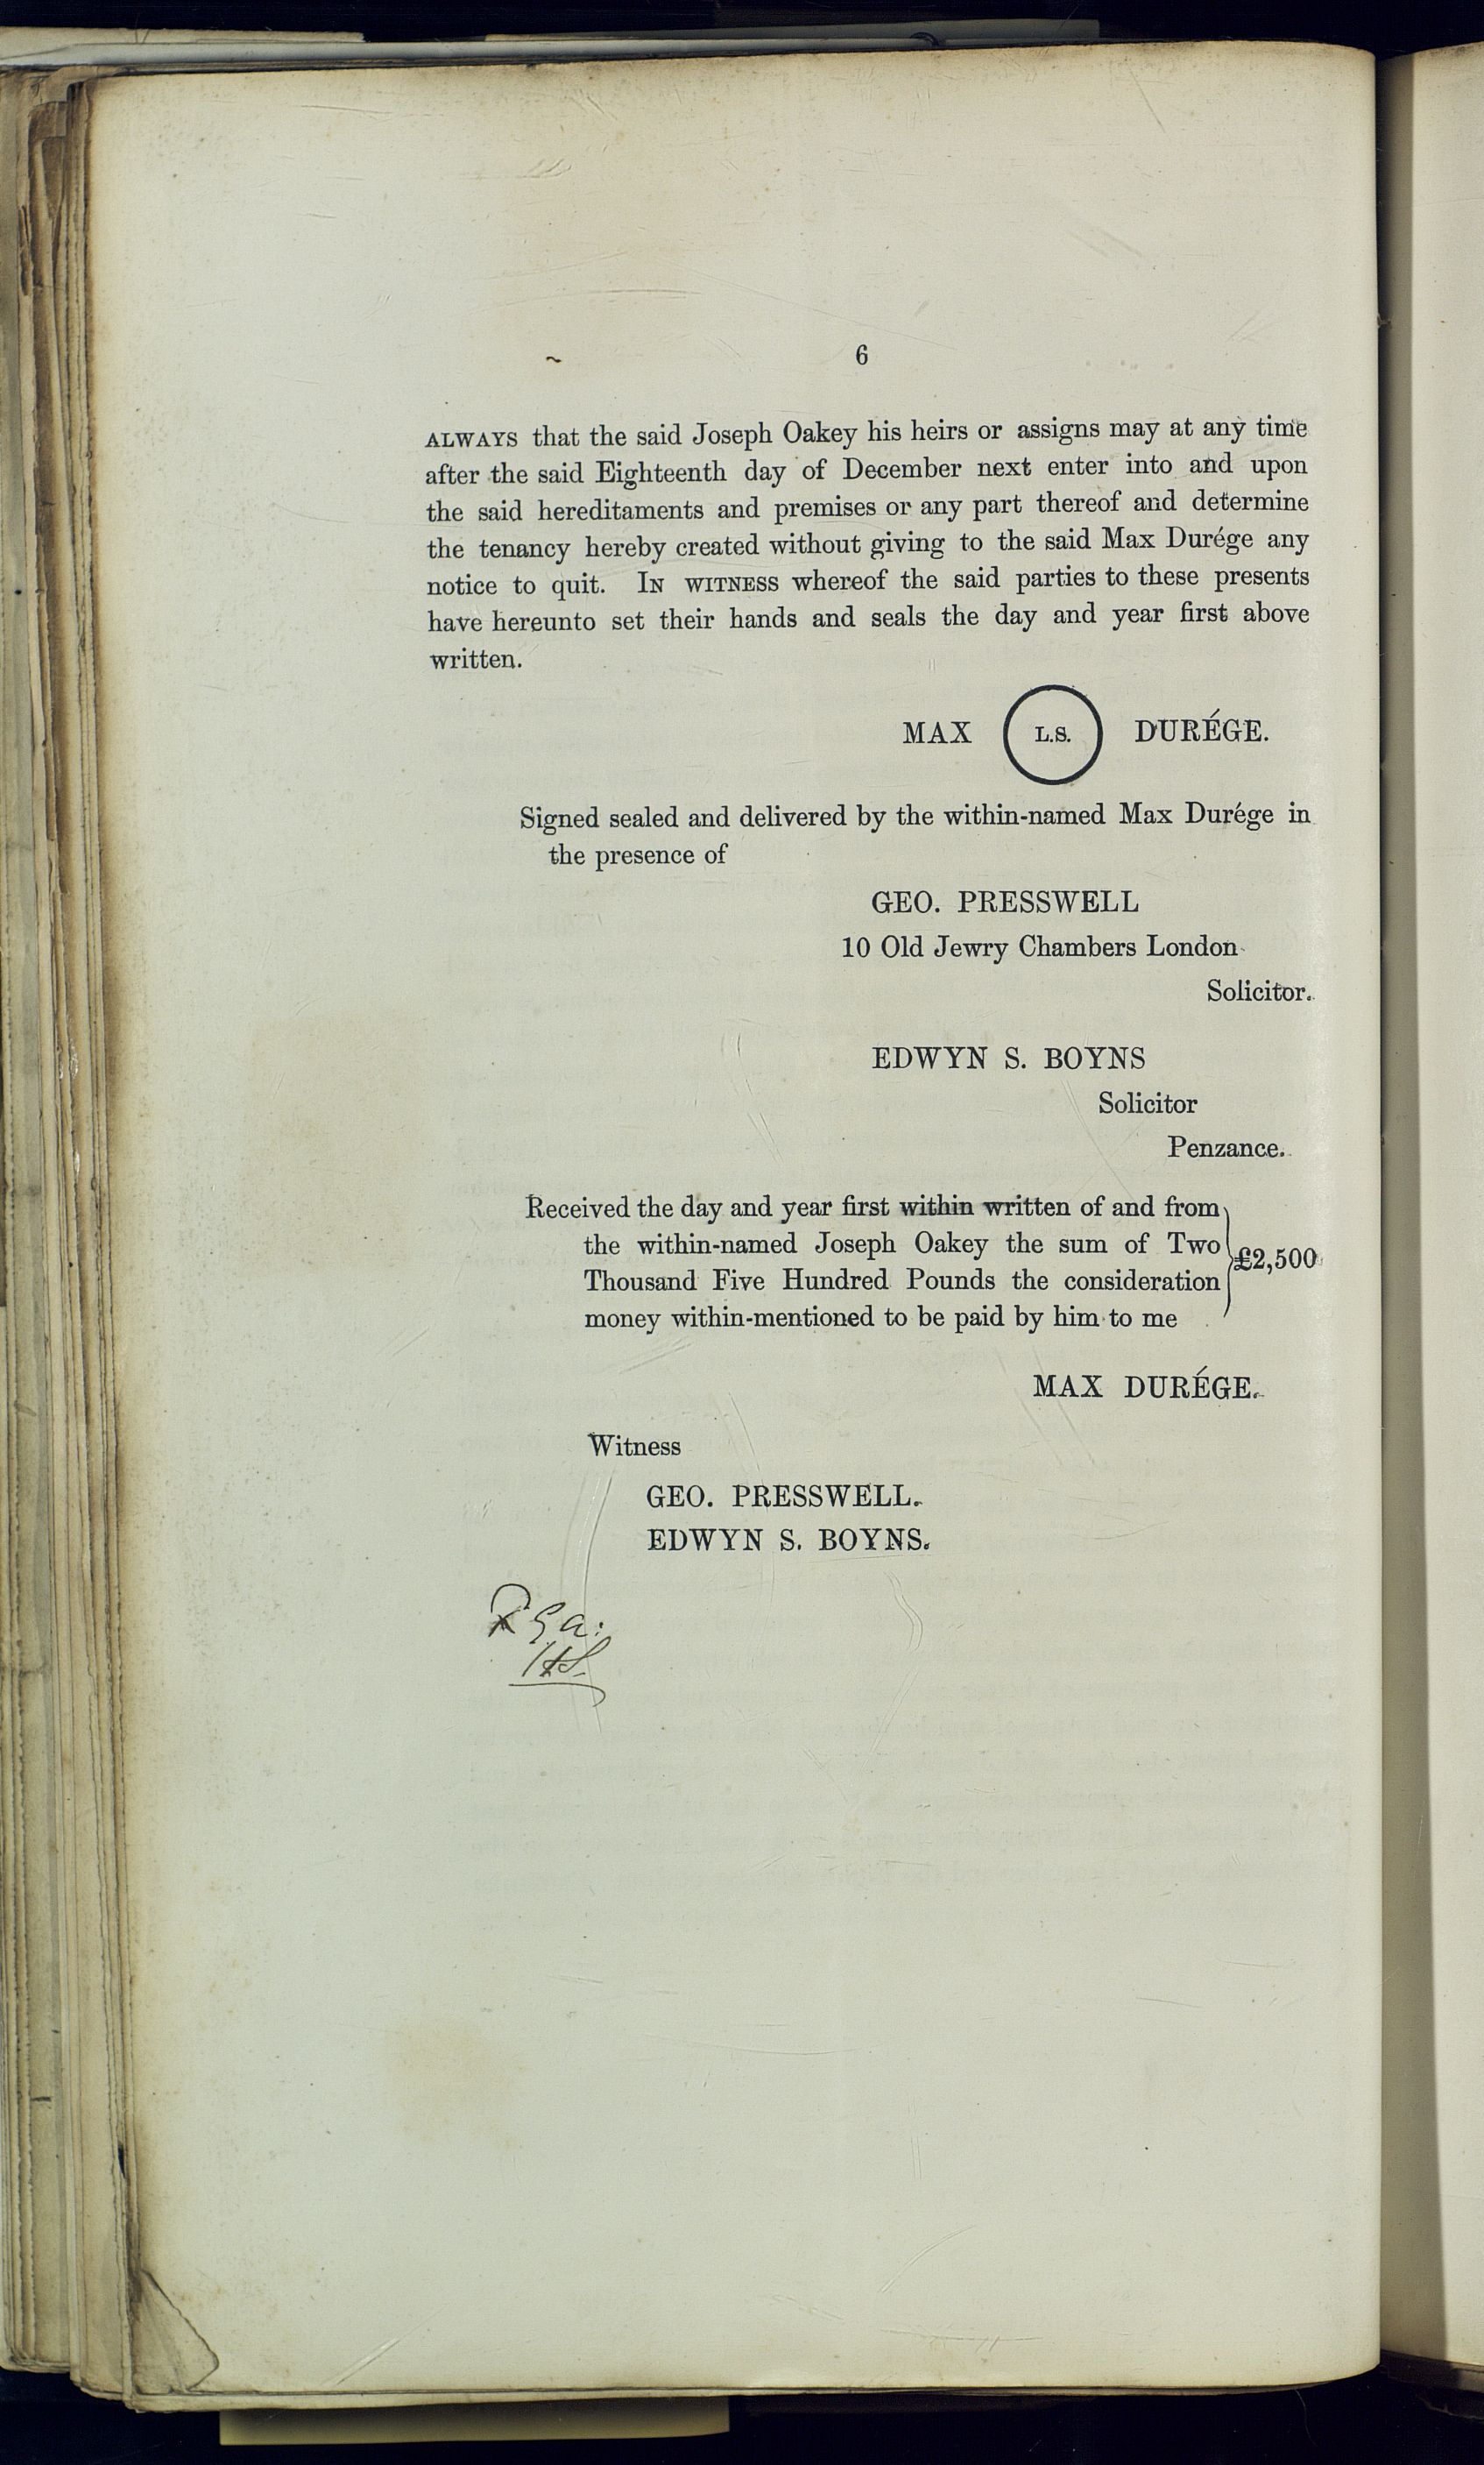 6
ALWAYS that the said Joseph Oakey his heirs or assigns may at any time
after the said Eighteenth day of December next enter into and upon
the said hereditaments and premises or any part thereof and determine
the tenancy hereby created without giving to the said Max Durége any
notice to quit. IN WITNESS whereof the said parties to these presents
have hereunto set their hands and seals the day and year first above
written.
MAX L.S. DURÉGE.
Signed sealed and delivered by the within-named Max Durége in
the presence of
GEO. PRESSWELL
10 Old Jewry Chambers London
Solicitor.
EDWYN S. BOYNS
Solicitor
Penzance.
Received the day and year first within written of and from
the within-named Joseph Oakey the sum of Two
Thousand Five Hundred Pounds the consideration £2,500
money within-mentioned to be paid by him to me
MAX DURÉGE.
Witness
GEO. PRESSWELL.
EDWYN S. BOYNS.